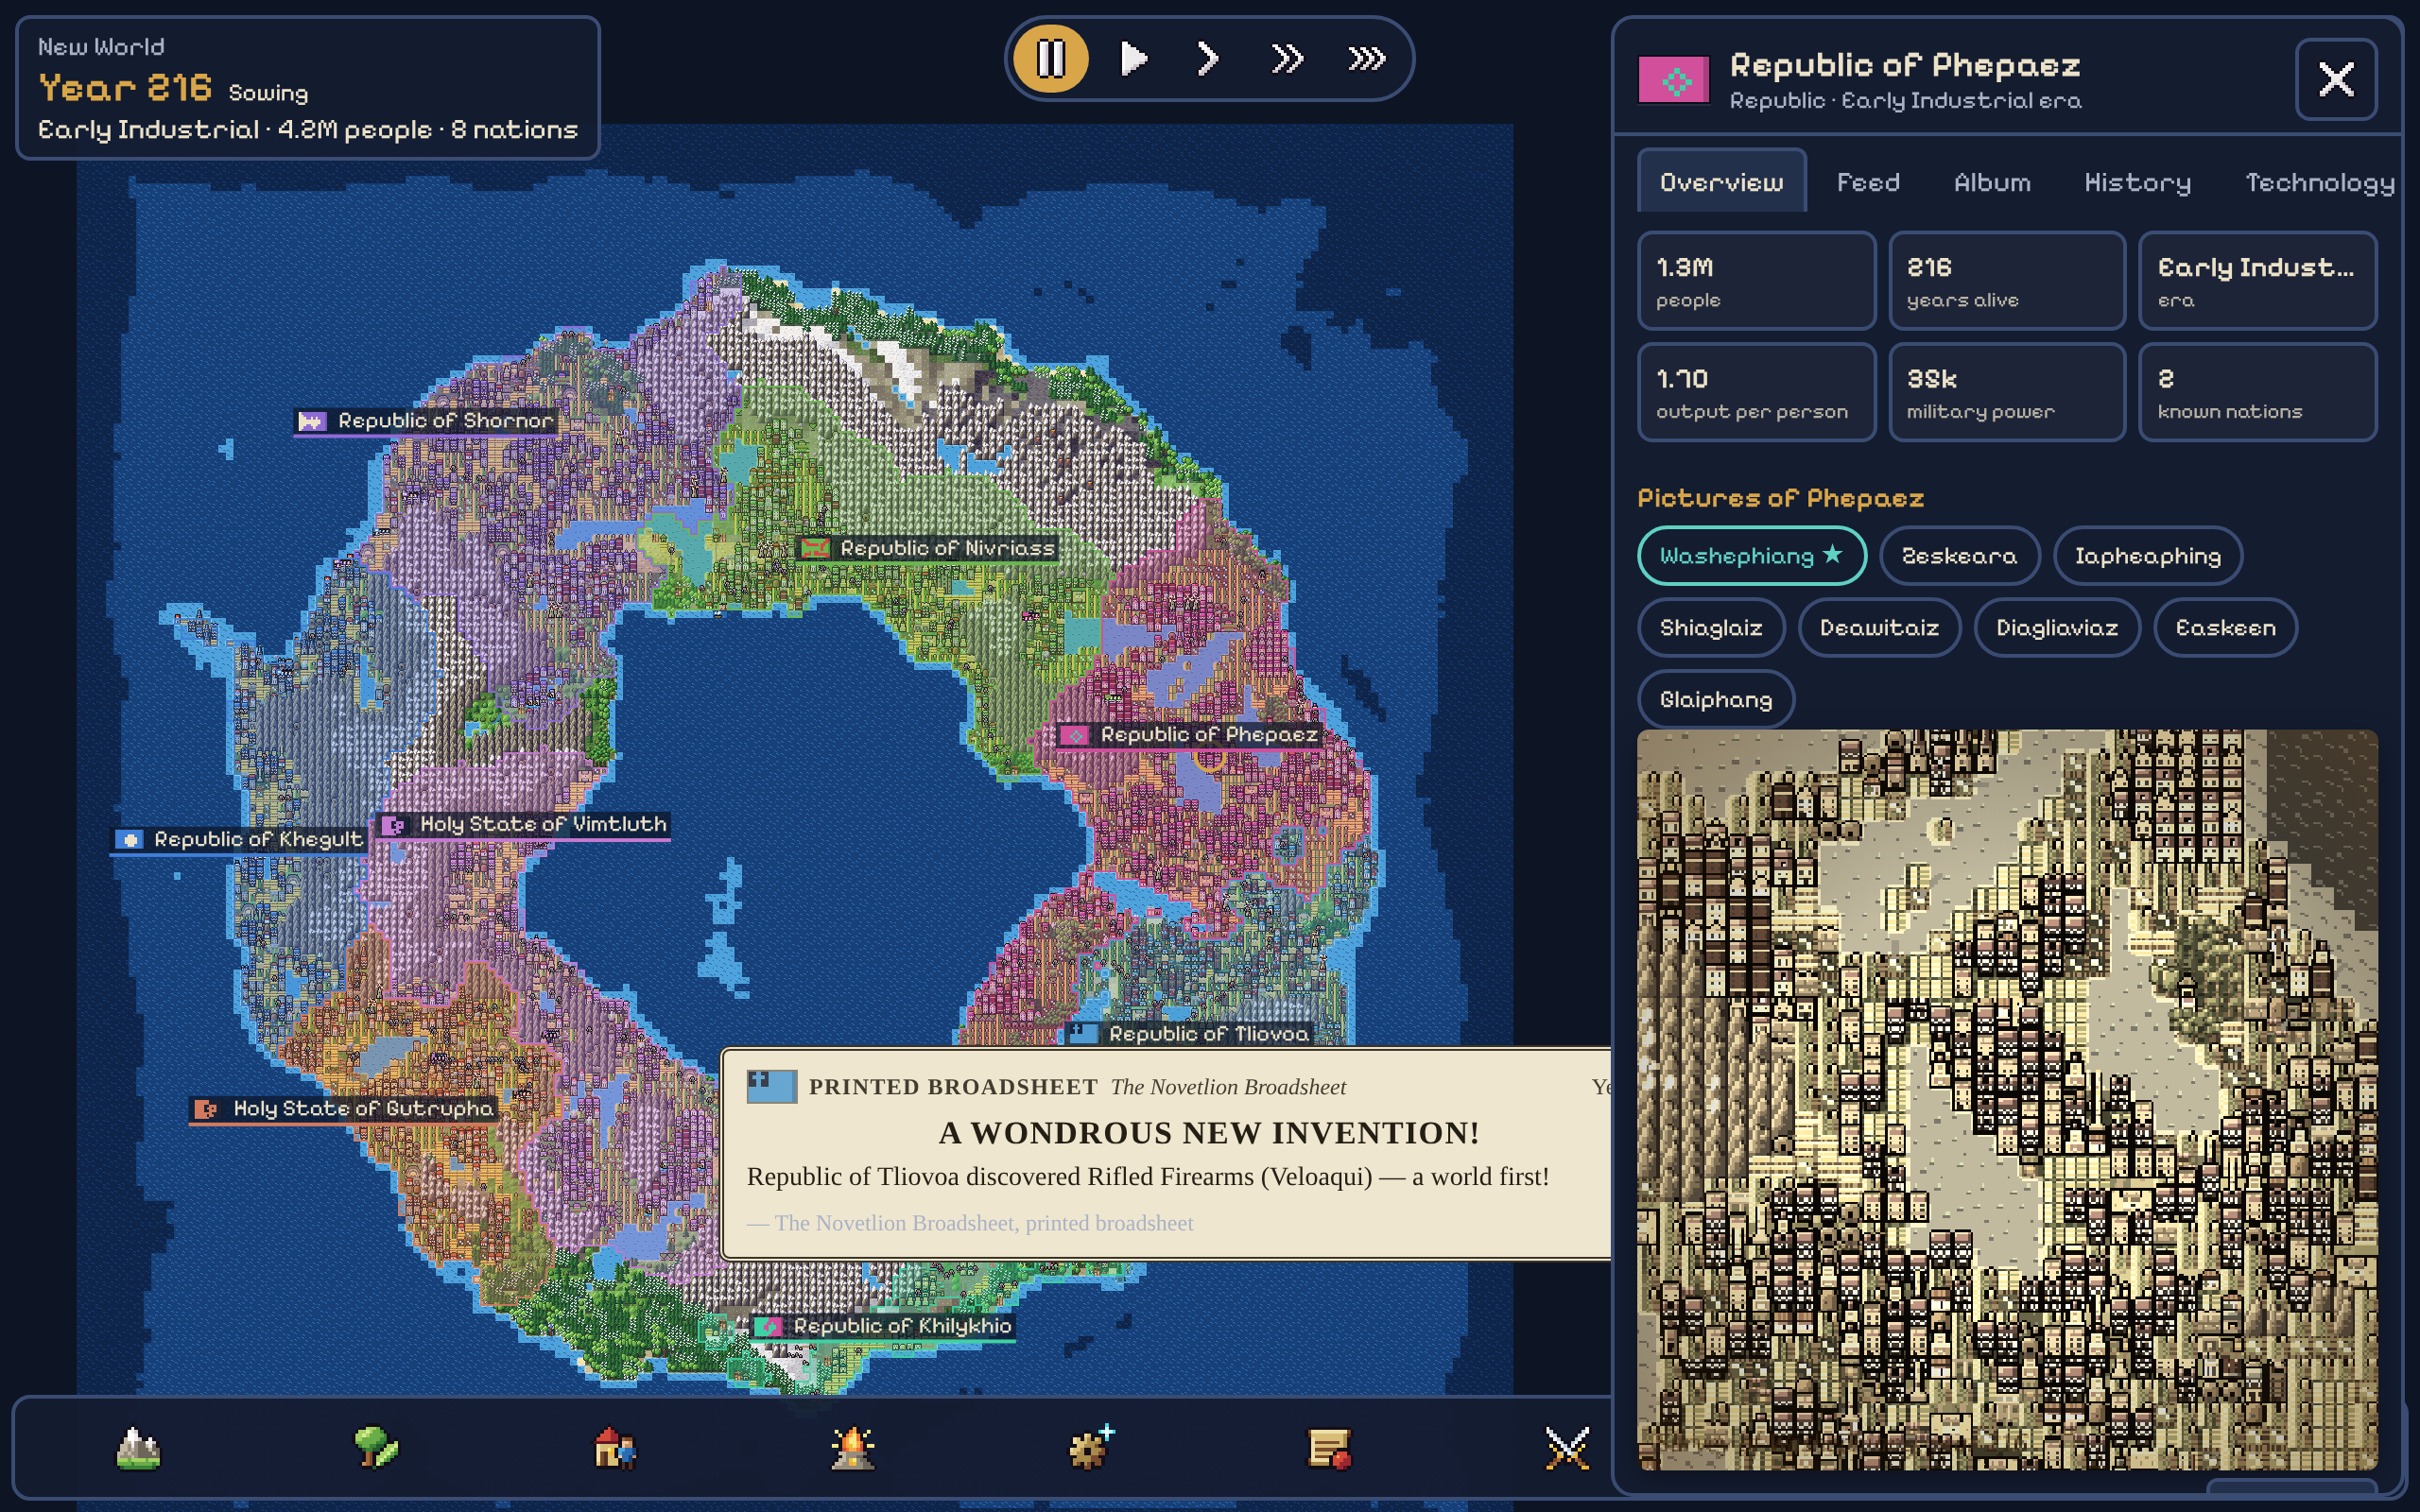 New World
Year 216 Sowing
Early Industrial · 4.2M people · 8 nations
Republic of Shornor
Republic of Nivriass
Republic of Phepaez
Republic of Khegult
Holy State of Vimtluth
Republic of Tliovoa
Holy State of Gutrupha
Republic of Khilykhio
PRINTED BROADSHEET The Novetlion Broadsheet
A WONDROUS NEW INVENTION!
Republic of Tliovoa discovered Rifled Firearms (Veloaqui) — a world first!
— The Novetlion Broadsheet, printed broadsheet
Republic of Phepaez
Republic · Early Industrial era
Overview Feed Album History Technology
1.3M
people
216
years alive
Early Indust...
era
1.70
output per person
38k
military power
2
known nations
Pictures of Phepaez
Washephiang ★ Zeskeara Iapheaphing
Shiaglaiz Deawitaiz Diagliaviaz Easkeen
Glaiphang